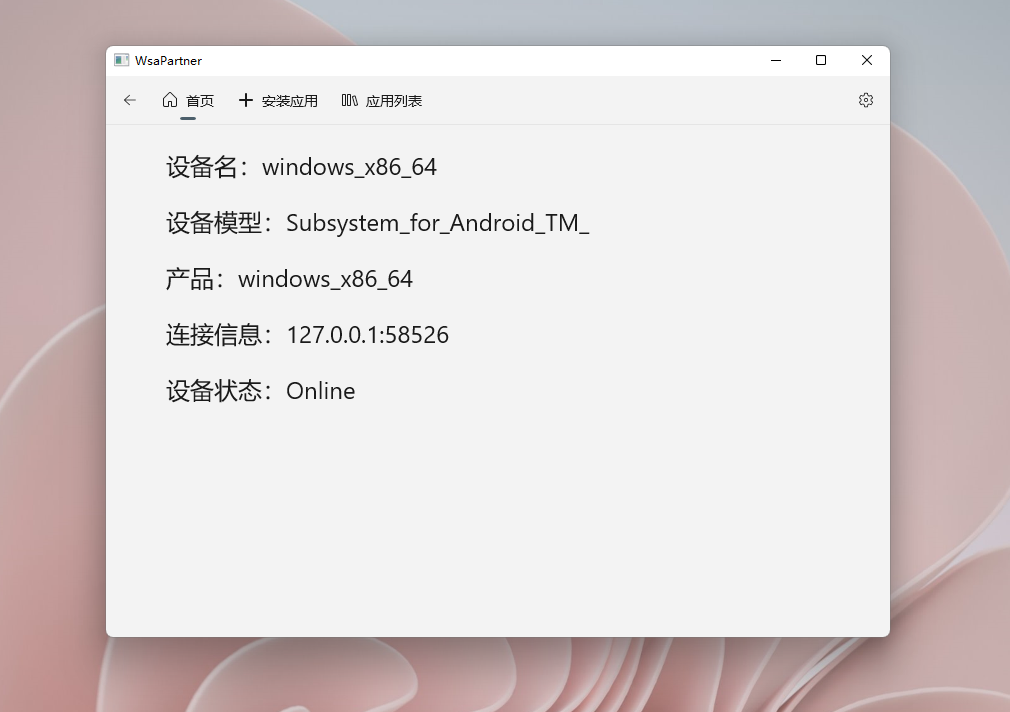 WsaPartner
首页 安装应用 应用列表
设备名：windows_x86_64
设备模型：Subsystem_for_Android_TM_
产品：windows_x86_64
连接信息：127.0.0.1:58526
设备状态：Online